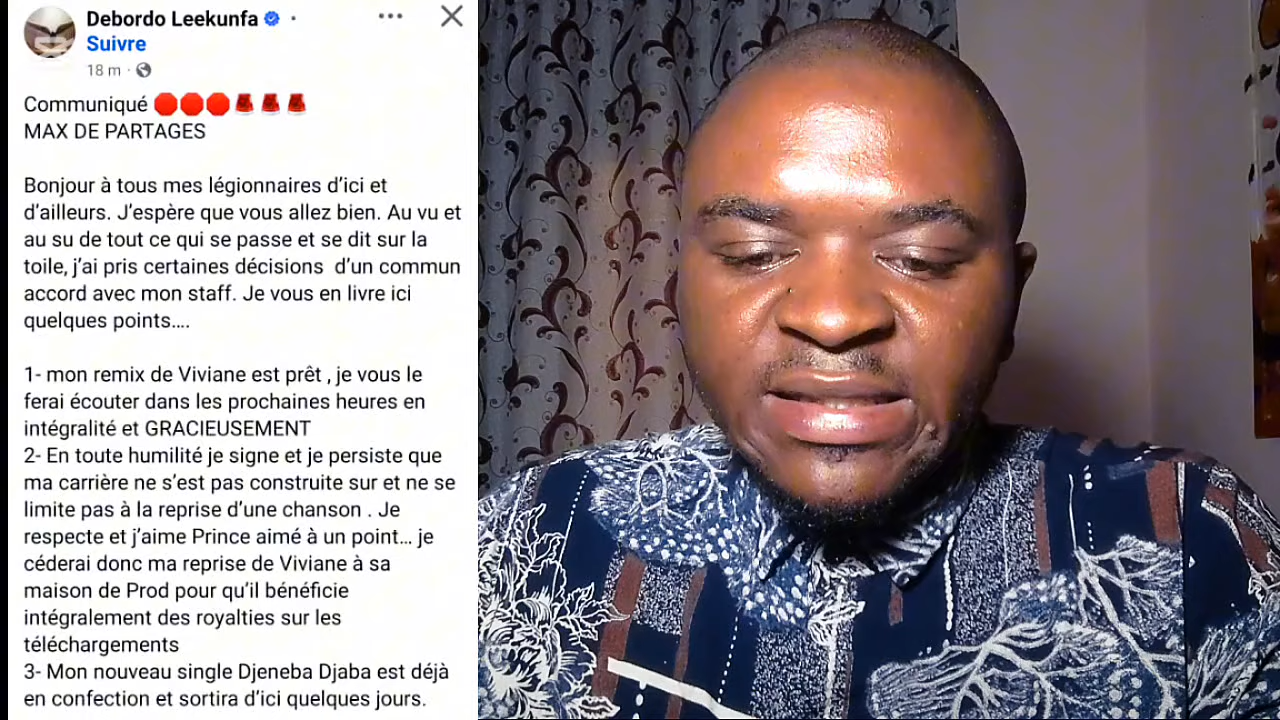 Debordo Leekunfa
Suivre
18 m
Communiqué 🛑🛑🛑🚨🚨🚨
MAX DE PARTAGES
Bonjour à tous mes légionnaires d'ici et
d'ailleurs. J'espère que vous allez bien. Au vu et
au su de tout ce qui se passe et se dit sur la
toile, j'ai pris certaines décisions d'un commun
accord avec mon staff. Je vous en livre ici
quelques points....
1- mon remix de Viviane est prêt , je vous le
ferai écouter dans les prochaines heures en
intégralité et GRACIEUSEMENT
2- En toute humilité je signe et je persiste que
ma carrière ne s'est pas construite sur et ne se
limite pas à la reprise d'une chanson . Je
respecte et j'aime Prince aimé à un point... je
céderai donc ma reprise de Viviane à sa
maison de Prod pour qu'il bénéficie
intégralement des royalties sur les
téléchargements
3- Mon nouveau single Djeneba Djaba est déjà
en confection et sortira d'ici quelques jours.